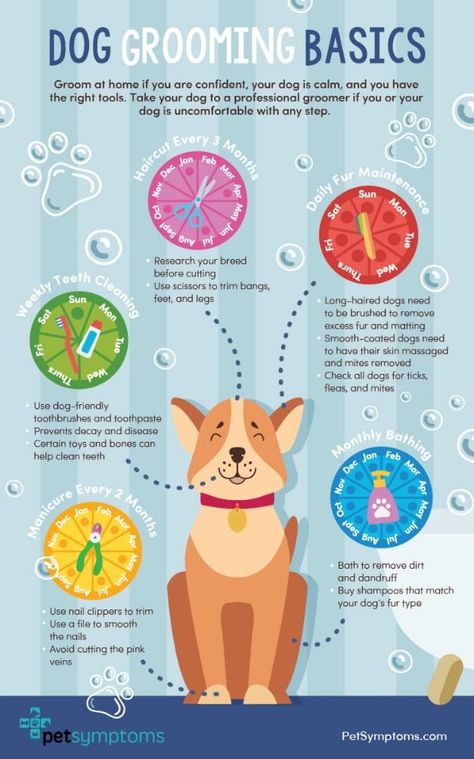 DOG GROOMING BASICS
Groom at home if you are confident, your dog is calm, and you have
the right tools. Take your dog to a professional groomer if you or your
dog is uncomfortable with any step.
Haircut Every 3 Months
Jan Feb Mar Apr May Jun Jul Aug Sept Oct Nov Dec
• Research your breed
before cutting
• Use scissors to trim bangs,
feet, and legs
Daily Fur Maintenance
Sun Mon Tue Wed Thurs Fri Sat
• Long-haired dogs need
to be brushed to remove
excess fur and matting
• Smooth-coated dogs need
to have their skin massaged
and mites removed
• Check all dogs for ticks,
fleas, and mites
Weekly Teeth Cleaning
Sun Mon Tue Wed Thurs Fri Sat
• Use dog-friendly
toothbrushes and toothpaste
• Prevents decay and disease
• Certain toys and bones can
help clean teeth
Monthly Bathing
Jan Feb Mar Apr May Jun Jul Aug Sept Oct Nov Dec
• Bath to remove dirt
and dandruff
• Buy shampoos that match
your dog's fur type
Manicure Every 2 Months
Jan Feb Mar Apr May Jun Jul Aug Sept Oct Nov Dec
• Use nail clippers to trim
• Use a file to smooth
the nails
• Avoid cutting the pink
veins
petsymptoms
PetSymptoms.com